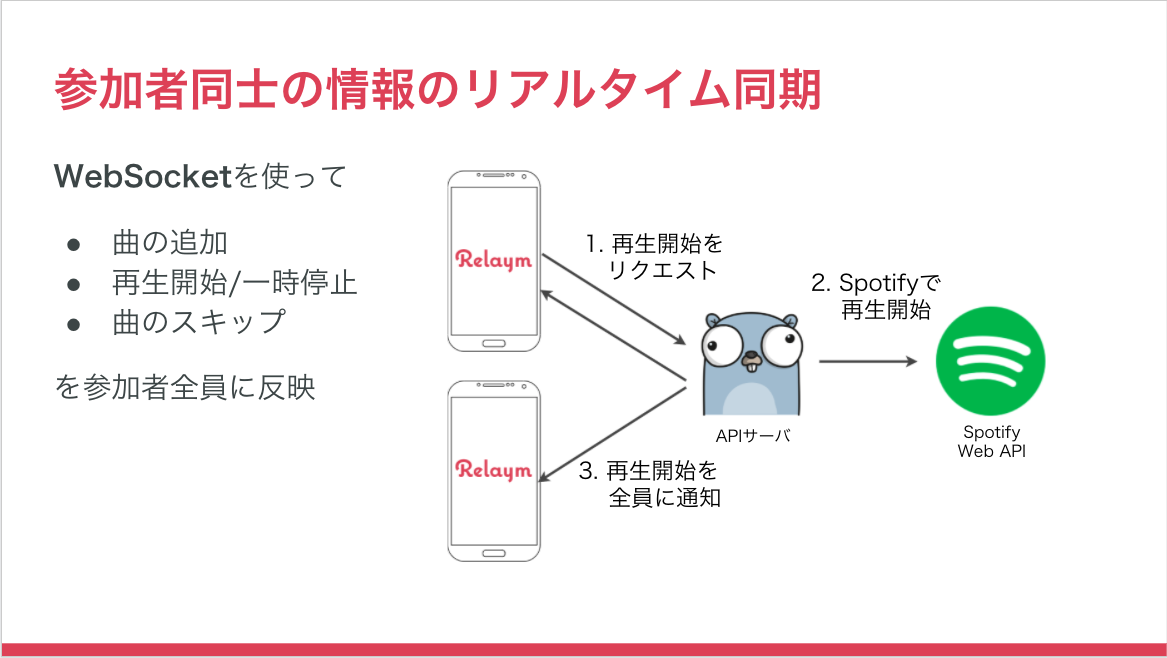 参加者同士の情報のリアルタイム同期
WebSocketを使って
● 曲の追加
● 再生開始/一時停止
● 曲のスキップ
を参加者全員に反映
Relaym
1. 再生開始を
リクエスト
2. Spotifyで
再生開始
APIサーバ
Spotify
Web API
Relaym
3. 再生開始を
全員に通知